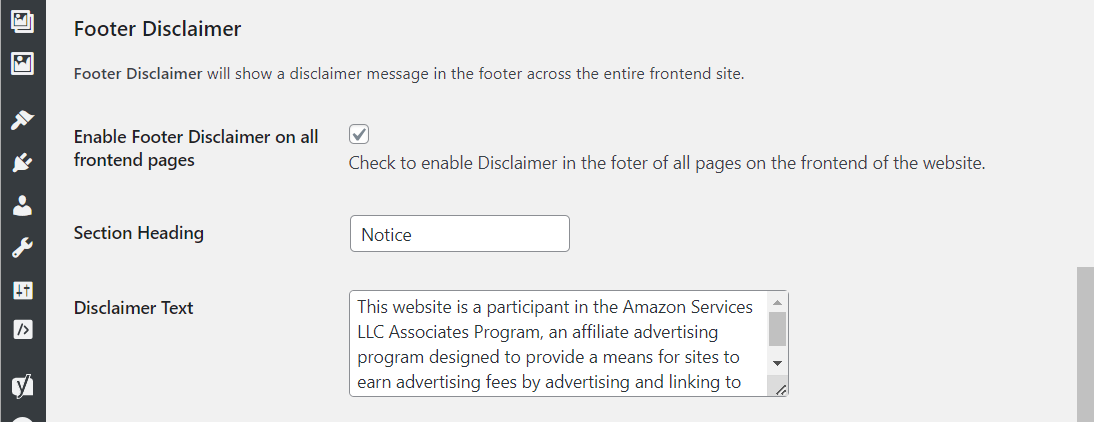 Footer Disclaimer
Footer Disclaimer will show a disclaimer message in the footer across the entire frontend site.
Enable Footer Disclaimer on all
frontend pages
Check to enable Disclaimer in the foter of all pages on the frontend of the website.
Section Heading
Notice
Disclaimer Text
This website is a participant in the Amazon Services
LLC Associates Program, an affiliate advertising
program designed to provide a means for sites to
earn advertising fees by advertising and linking to